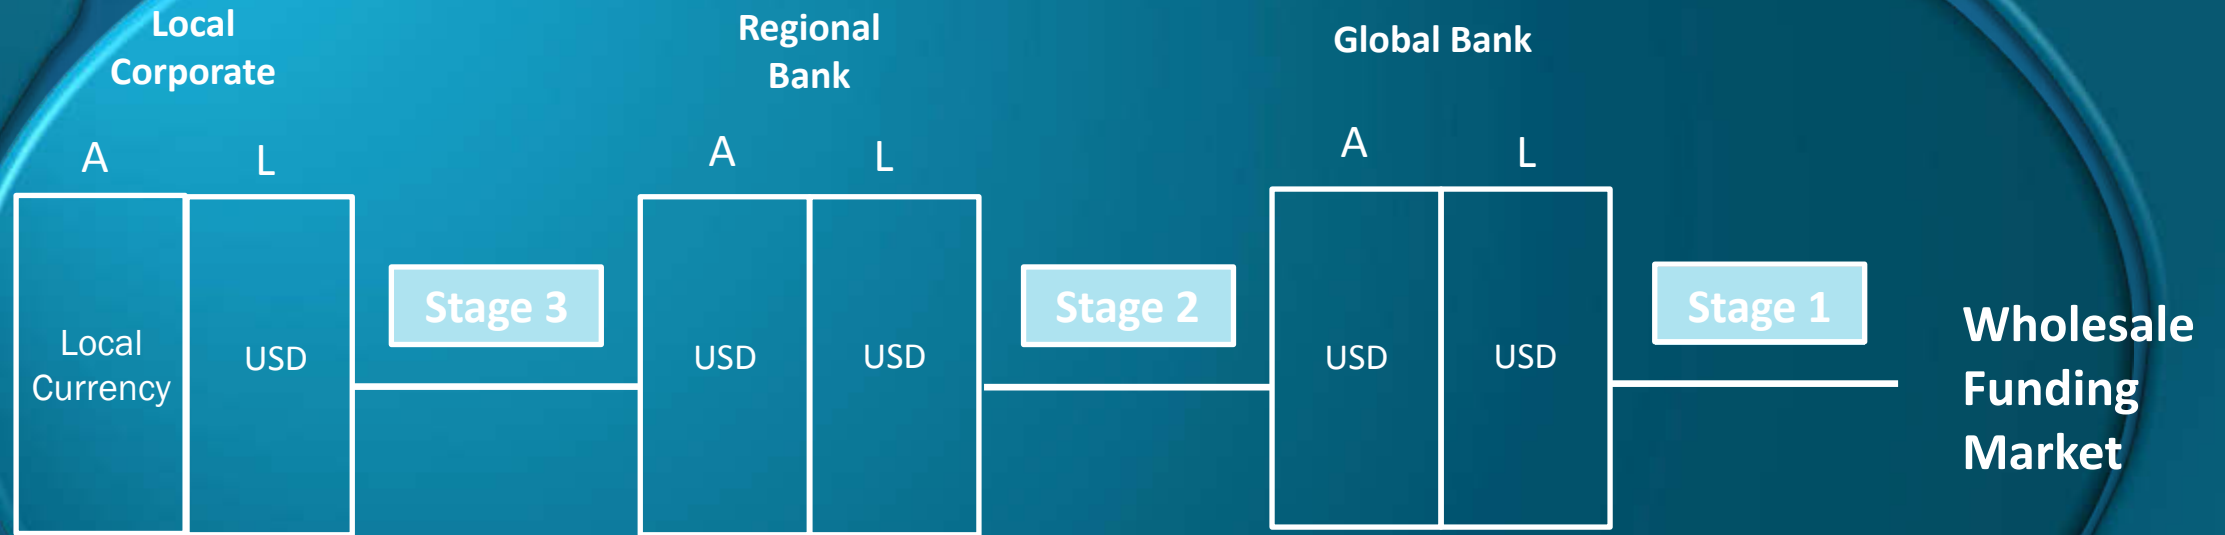 Local
Corporate
Regional
Bank
Global Bank
A
L
A
L
A
L
Local
Currency
USD
Stage 3
USD
USD
Stage 2
USD
USD
Stage 1
Wholesale
Funding
Market